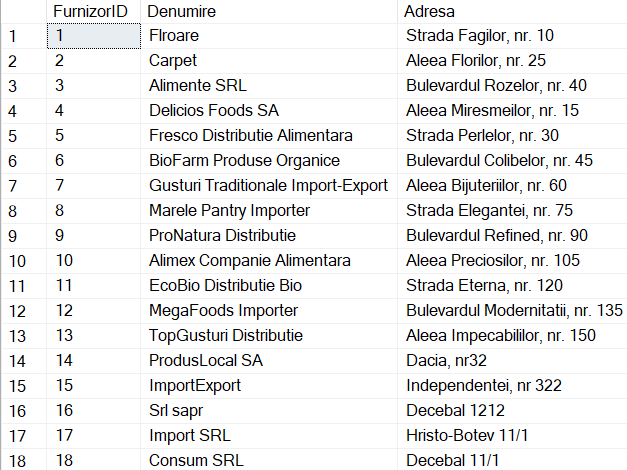 FurnizorID Denumire Adresa
1 1 Flroare Strada Fagilor, nr. 10
2 2 Carpet Aleea Florilor, nr. 25
3 3 Alimente SRL Bulevardul Rozelor, nr. 40
4 4 Delicios Foods SA Aleea Miresmeilor, nr. 15
5 5 Fresco Distributie Alimentara Strada Perlelor, nr. 30
6 6 BioFarm Produse Organice Bulevardul Colibelor, nr. 45
7 7 Gusturi Traditionale Import-Export Aleea Bijuteriilor, nr. 60
8 8 Marele Pantry Importer Strada Elegantei, nr. 75
9 9 ProNatura Distributie Bulevardul Refined, nr. 90
10 10 Alimex Companie Alimentara Aleea Preciosilor, nr. 105
11 11 EcoBio Distributie Bio Strada Eterna, nr. 120
12 12 MegaFoods Importer Bulevardul Modernitatii, nr. 135
13 13 TopGusturi Distributie Aleea Impecabililor, nr. 150
14 14 ProdusLocal SA Dacia, nr32
15 15 ImportExport Independentei, nr 322
16 16 Srl sapr Decebal 1212
17 17 Import SRL Hristo-Botev 11/1
18 18 Consum SRL Decebal 11/1